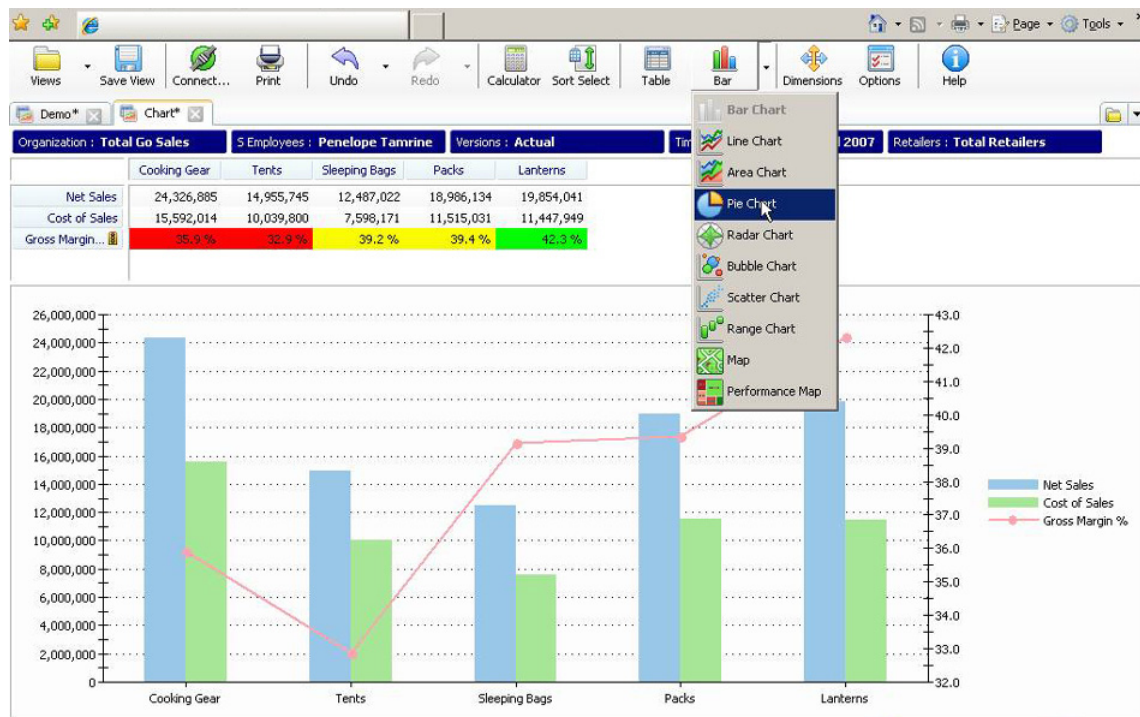 Page Tools
Views Save View Connect... Print Undo Redo Calculator Sort Select Table Bar Dimensions Options Help
Demo* Chart*
Organization : Total Go Sales S Employees : Penelope Tamrine Versions : Actual 2007 Retailers : Total Retailers
Cooking Gear Tents Sleeping Bags Packs Lanterns
Net Sales 24,326,885 14,955,745 12,487,022 18,986,134 19,854,041
Cost of Sales 15,592,014 10,039,800 7,598,171 11,515,031 11,447,949
Gross Margin... 35.9 % 32.9 % 39.2 % 39.4 % 42.3 %
Bar Chart
Line Chart
Area Chart
Pie Chart
Radar Chart
Bubble Chart
Scatter Chart
Range Chart
Map
Performance Map
26,000,000
24,000,000
22,000,000
20,000,000
18,000,000
16,000,000
14,000,000
12,000,000
10,000,000
8,000,000
6,000,000
4,000,000
2,000,000
0
43.0
42.0
41.0
40.0
39.0
38.0
37.0
36.0
35.0
34.0
33.0
32.0
Cooking Gear Tents Sleeping Bags Packs Lanterns
Net Sales
Cost of Sales
Gross Margin %